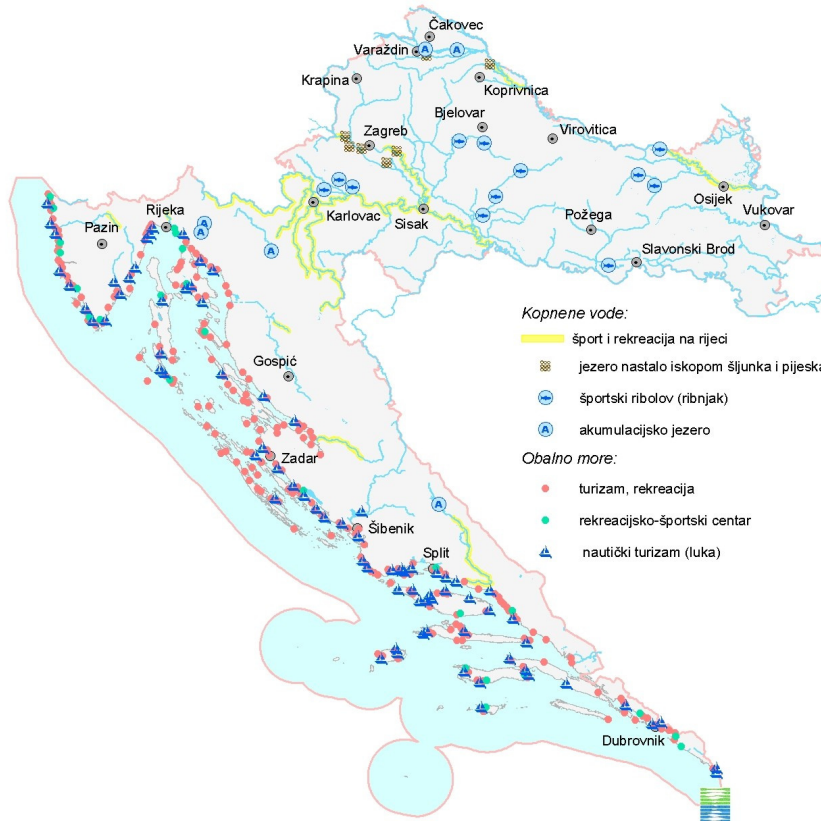 Čakovec
Varaždin
Krapina
Koprivnica
Bjelovar
Zagreb
Virovitica
Karlovac
Sisak
Osijek
Vukovar
Požega
Slavonski Brod
Rijeka
Pazin
Gospić
Zadar
Šibenik
Split
Dubrovnik
Kopnene vode:
šport i rekreacija na rijeci
jezero nastalo iskopom šljunka i pijeska
športski ribolov (ribnjak)
A akumulacijsko jezero
Obalno more:
turizam, rekreacija
rekreacijsko-športski centar
nautički turizam (luka)